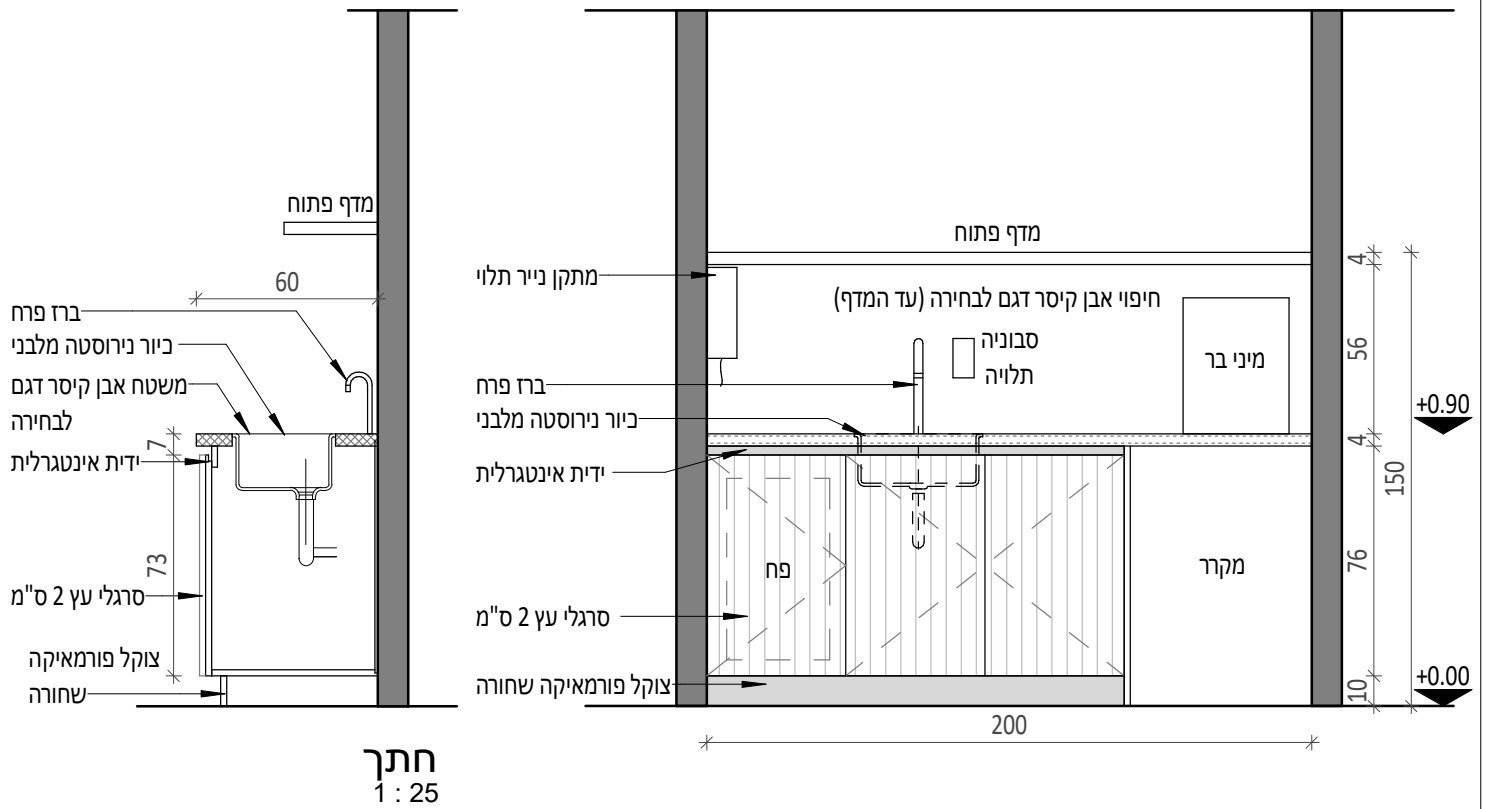 מדף פתוח
60
ברז פרח
כיור נירוסטה מלבני
משטח אבן קיסר דגם
לבחירה
7
ידית אינטגרלית
73
סרגלי עץ 2 ס"מ
צוקל פורמאיקה
שחורה
חתך
1 : 25
מדף פתוח
מתקן נייר תלוי
חיפוי אבן קיסר דגם לבחירה (עד המדף)
סבוניה
תלויה
מיני בר
ברז פרח
כיור נירוסטה מלבני
ידית אינטגרלית
פח
מקרר
סרגלי עץ 2 ס"מ
צוקל פורמאיקה שחורה
200
4
56
4
76
10
150
+0.90
+0.00